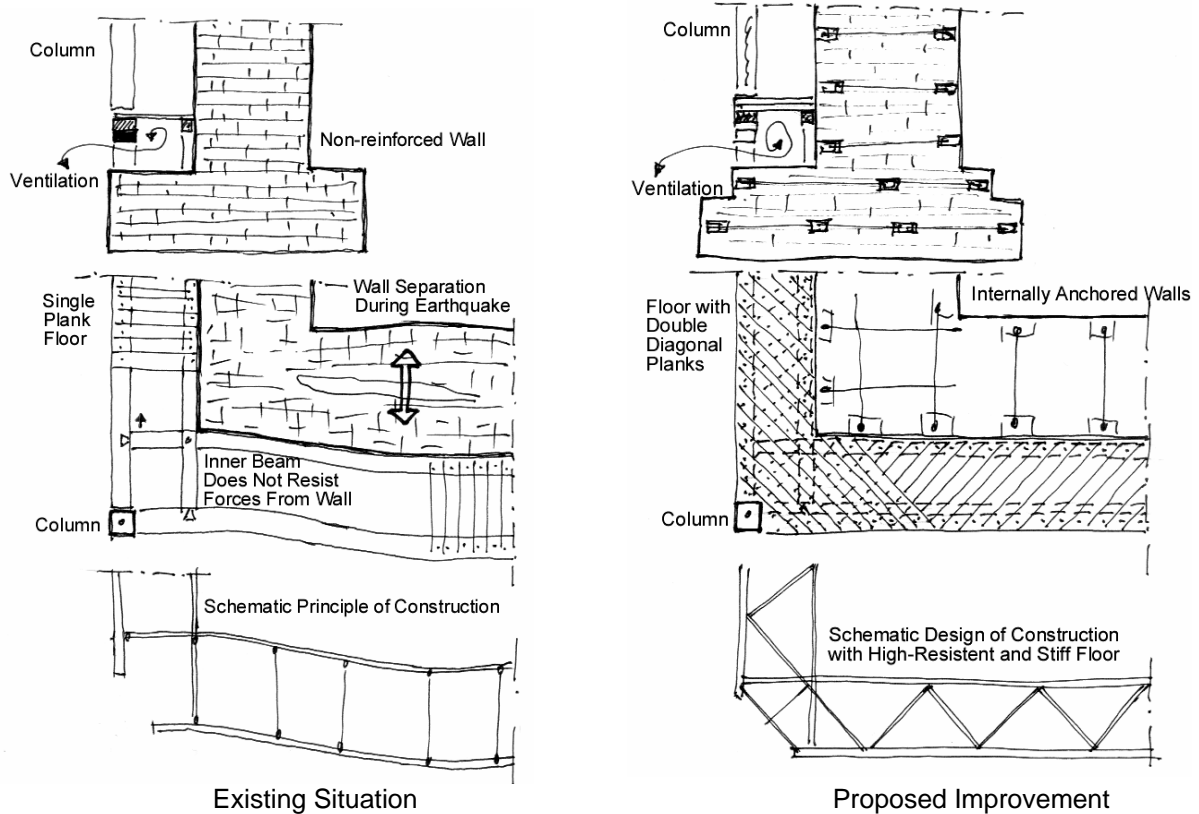 Column
Non-reinforced Wall
Ventilation
Single
Plank
Floor
Wall Separation
During Earthquake
Inner Beam
Does Not Resist
Forces From Wall
Column
Schematic Principle of Construction
Existing Situation
Column
Ventilation
Floor with
Double
Diagonal
Planks
Internally Anchored Walls
Column
Schematic Design of Construction
with High-Resistent and Stiff Floor
Proposed Improvement